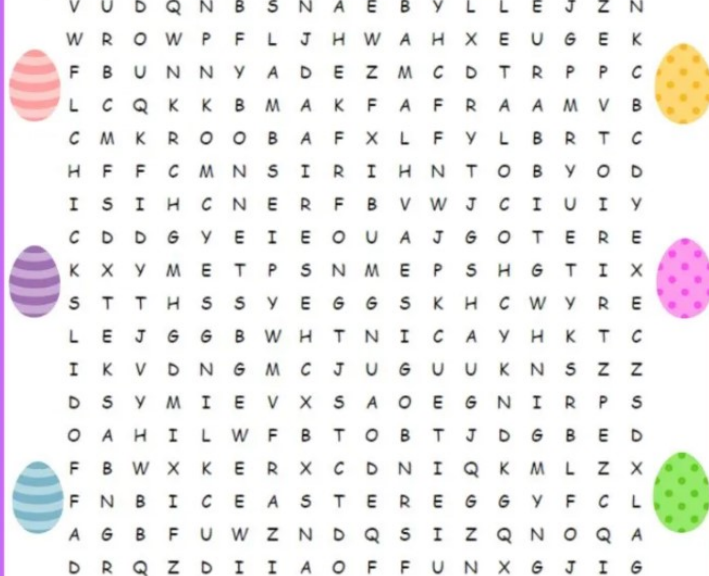 V U D Q N B S N A E B Y L L E J Z N
W R O W P F L J H W A H X E U G E K
F B U N N Y A D E Z M C D T R P P C
L C Q K K B M A K F A F R A A M V B
C M K R O O B A F X L F Y L B R T C
H F F C M N S I R I H N T O B Y O D
I S I H C N E R F B V W J C I U I Y
C D D G Y E I E O U A J G O T E R E
K X Y M E T P S N M E P S H G T I X
S T T H S S Y E G G S K H C W Y R E
L E J G G B W H T N I C A Y H K T C
I K V D N G M C J U G U U K N S Z Z
D S Y M I E V X S A O E G N I R P S
O A H I L W F B T O B T J D G B E D
F B W X K E R X C D N I Q K M L Z X
F N B I C E A S T E R E G G Y F C L
A G B F U W Z N D Q S I Z Q N O Q A
D R Q Z D I I A O F F U N X G J I G